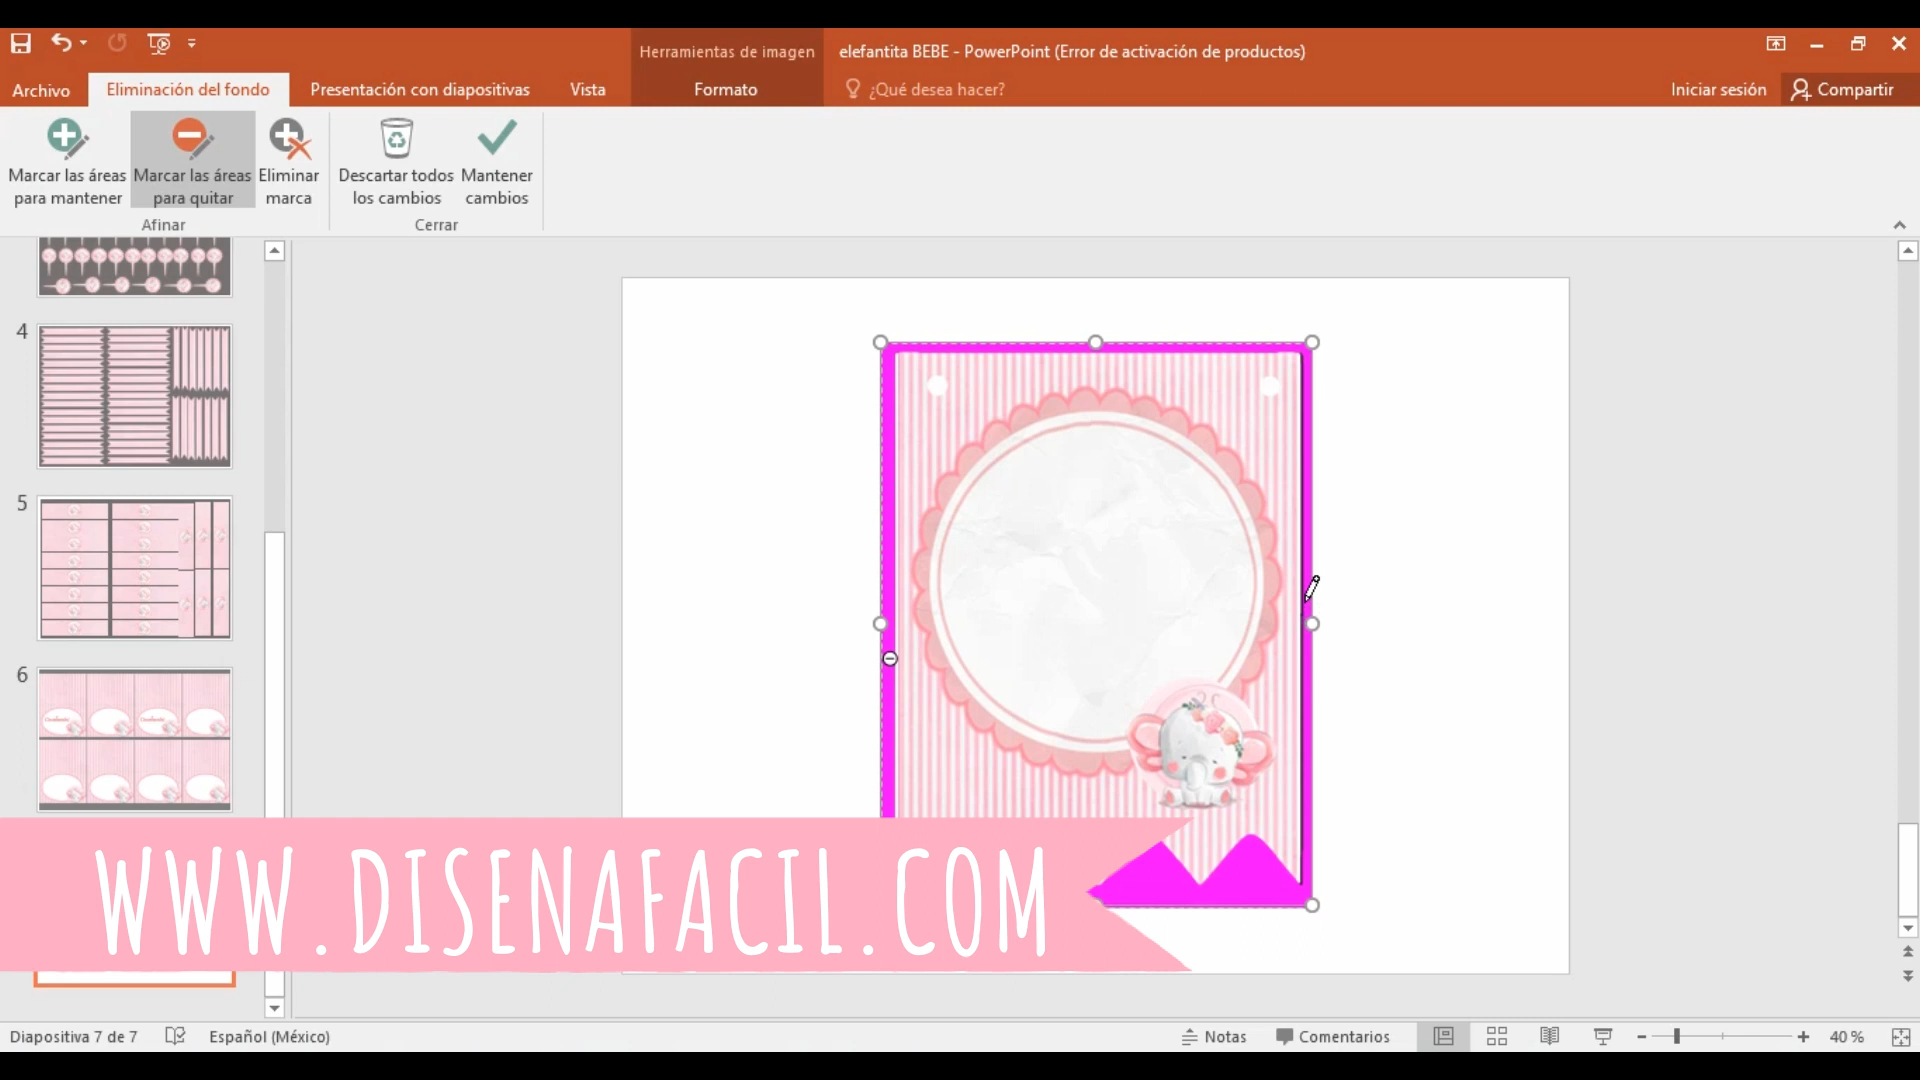 Herramientas de imagen
elefantita BEBE - PowerPoint (Error de activación de productos)
Archivo
Eliminación del fondo
Presentación con diapositivas
Vista
Formato
¿Qué desea hacer?
Iniciar sesión
Compartir
Marcar las áreas
para mantener
Marcar las áreas
para quitar
Eliminar
marca
Descartar todos
los cambios
Mantener
cambios
Afinar
Cerrar
4
5
6
WWW.DISENAFACIL.COM
Diapositiva 7 de 7
Español (México)
Notas
Comentarios
40 %